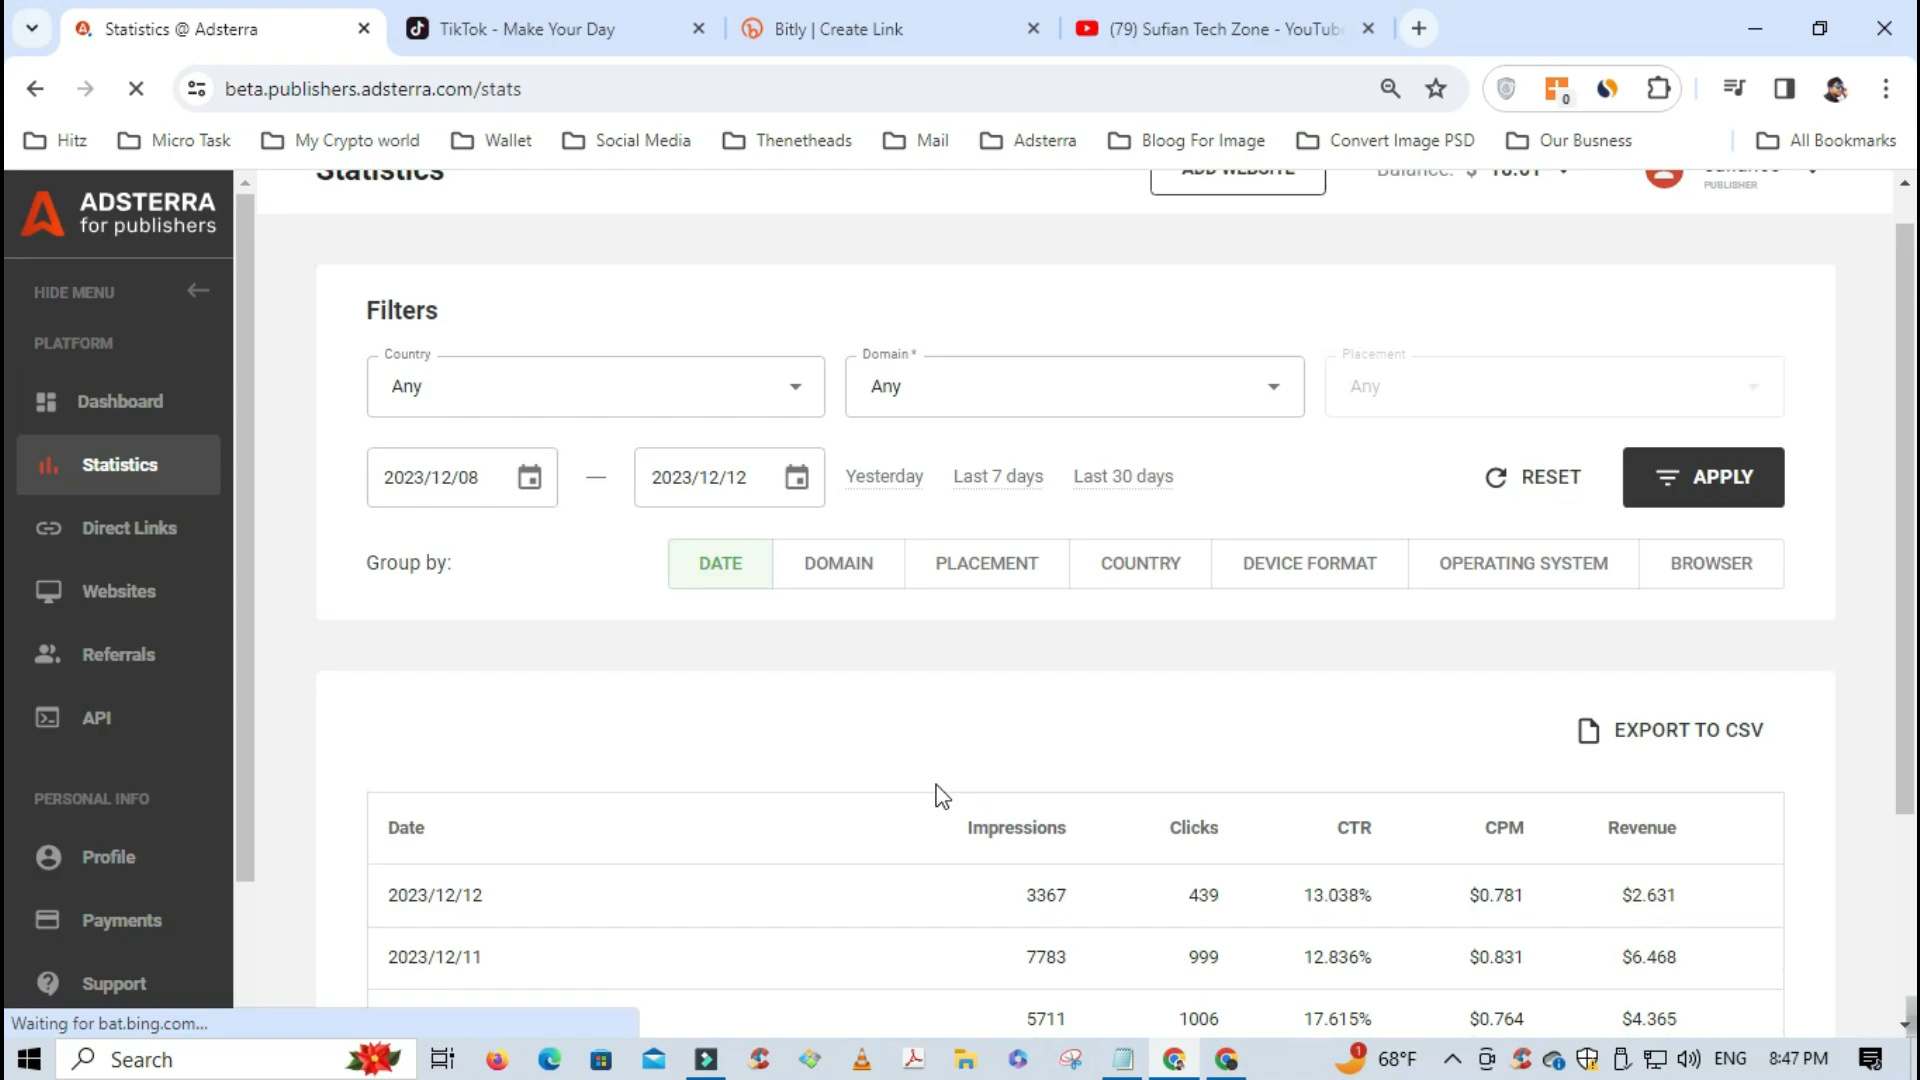 Statistics @ Adsterra
TikTok - Make Your Day
Bitly | Create Link
(79) Sufian Tech Zone - YouTube
beta.publishers.adsterra.com/stats
0
Hitz
Micro Task
My Crypto world
Wallet
Social Media
Thenetheads
Mail
Adsterra
Bloog For Image
Convert Image PSD
Our Busness
All Bookmarks
ADSTERRA
for publishers
Statistics
ADD WEBSITE
Balance: $
PUBLISHER
HIDE MENU
PLATFORM
Dashboard
Statistics
Direct Links
Websites
Referrals
API
PERSONAL INFO
Profile
Payments
Support
Filters
Country
Any
Domain *
Any
Placement
Any
2023/12/08
—
2023/12/12
Yesterday
Last 7 days
Last 30 days
RESET
APPLY
Group by:
DATE
DOMAIN
PLACEMENT
COUNTRY
DEVICE FORMAT
OPERATING SYSTEM
BROWSER
EXPORT TO CSV
Date Impressions Clicks CTR CPM Revenue
2023/12/12 3367 439 13.038% $0.781 $2.631
2023/12/11 7783 999 12.836% $0.831 $6.468
5711 1006 17.615% $0.764 $4.365
Waiting for bat.bing.com...
Search
1
68°F
ENG
8:47 PM